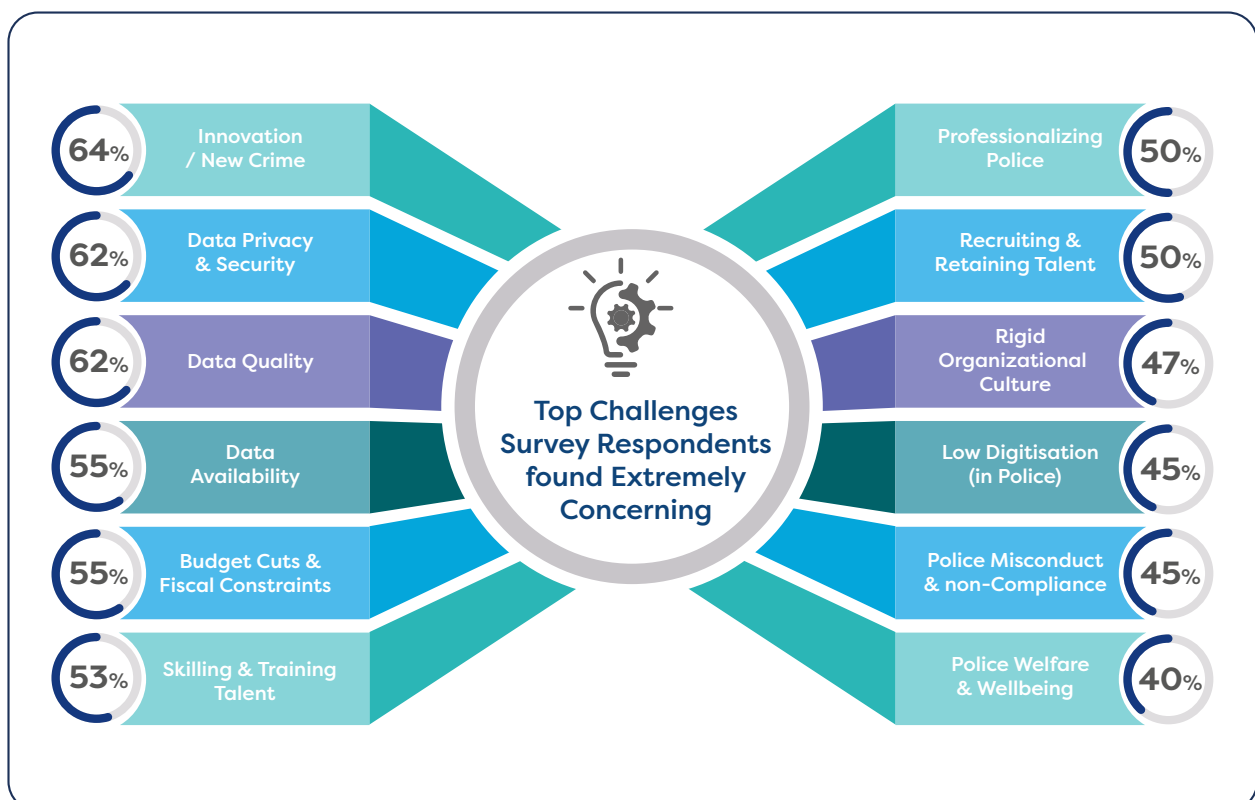 64%
Innovation
/ New Crime
62%
Data Privacy
& Security
62%
Data Quality
55%
Data
Availability
55%
Budget Cuts &
Fiscal Constraints
53%
Skilling & Training
Talent
Top Challenges
Survey Respondents
found Extremely
Concerning
Professionalizing
Police
50%
Recruiting &
Retaining Talent
50%
Rigid
Organizational
Culture
47%
Low Digitisation
(in Police)
45%
Police Misconduct
& non-Compliance
45%
Police Welfare
& Wellbeing
40%